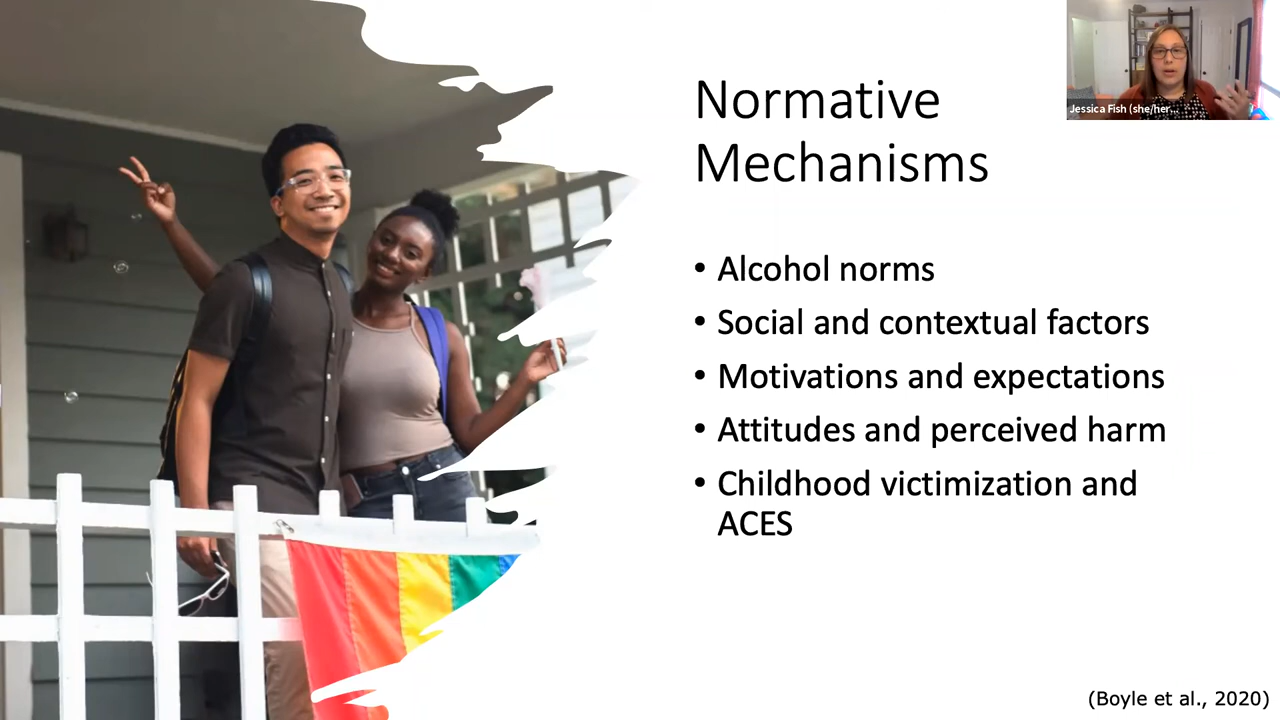 Jessica Fish (she/her...
Normative
Mechanisms
• Alcohol norms
• Social and contextual factors
• Motivations and expectations
• Attitudes and perceived harm
• Childhood victimization and
ACES
(Boyle et al., 2020)